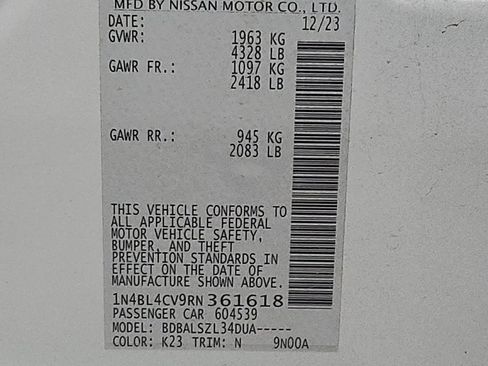 MFD BY NISSAN MOTOR CO., LTD.
DATE: 12/23
GVWR: 1963 KG
4328 LB
GAWR FR.: 1097 KG
2418 LB
GAWR RR.: 945 KG
2083 LB
THIS VEHICLE CONFORMS TO
ALL APPLICABLE FEDERAL
MOTOR VEHICLE SAFETY,
BUMPER, AND THEFT
PREVENTION STANDARDS IN
EFFECT ON THE DATE OF
MANUFACTURE SHOWN ABOVE.
1N4BL4CV9RN361618
PASSENGER CAR 604539
MODEL: BDBALSZL34DUA-----
COLOR: K23 TRIM: N 9N00A